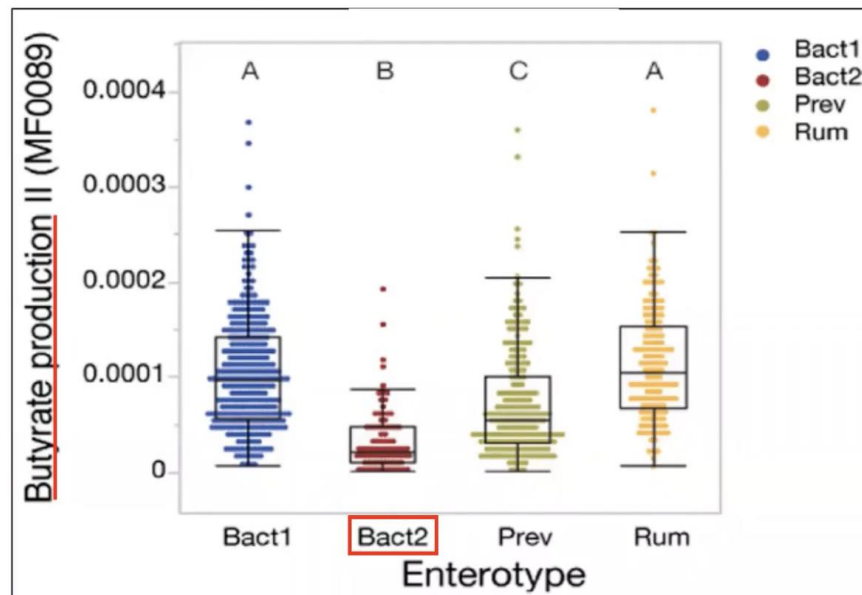 Butyrate production II (MF0089)
0.0004
0.0003
0.0002
0.0001
0
A
B
C
A
Bact1
Bact2
Prev
Rum
Bact1
Bact2
Prev
Rum
Enterotype